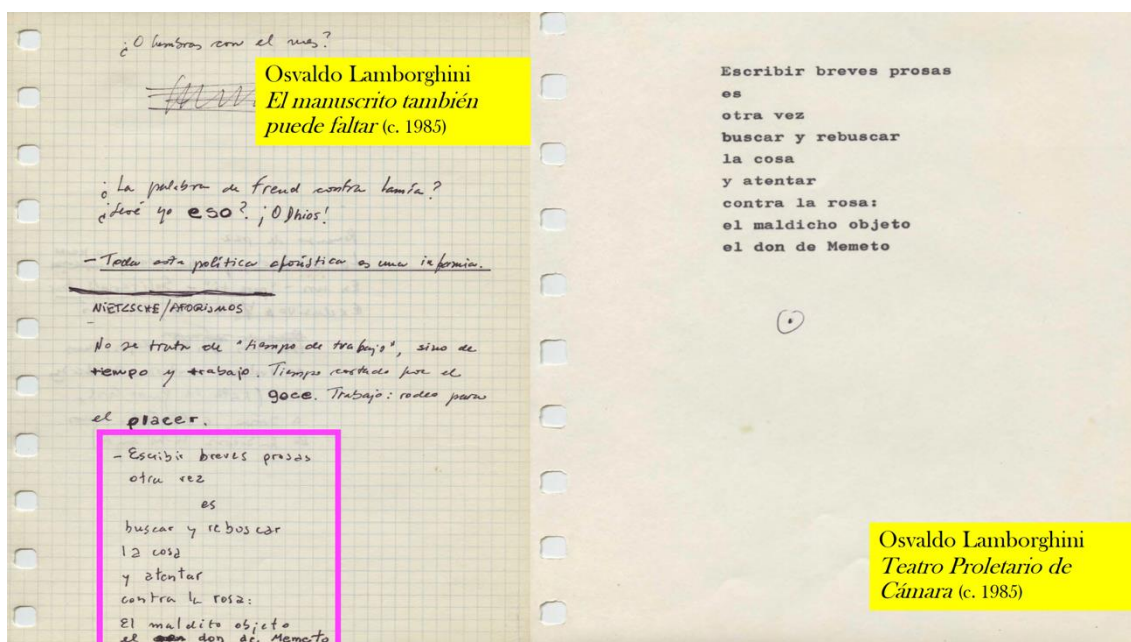 ¿O hombros con el mes?
Osvaldo Lamborghini
El manuscrito también
puede faltar (c. 1985)
¿La palabra de Freud contra Lamía?
¿Seré yo eso? ¡O Dhios!
- Toda esta política aforística es una infamia.
NIETZSCHE/AFORISMOS
No se trata de "tiempo de trabajo", sino de
tiempo y trabajo. Tiempo cortado por el
goce. Trabajo: rodeo para
el placer.
- Escribir breves prosas
otra vez
es
buscar y rebuscar
la cosa
y atentar
contra la rosa:
El maldito objeto
el don de Memeto
Escribir breves prosas
es
otra vez
buscar y rebuscar
la cosa
y atentar
contra la rosa:
el maldicho objeto
el don de Memeto
Osvaldo Lamborghini
Teatro Proletario de
Cámara (c. 1985)